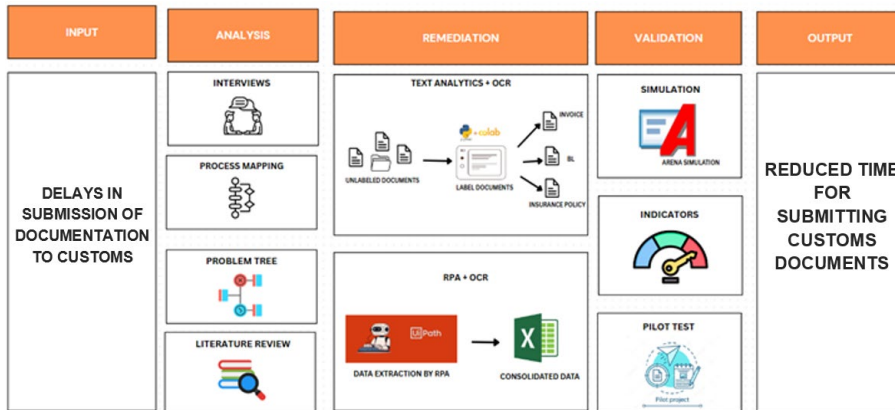 INPUT
ANALYSIS
REMEDIATION
VALIDATION
OUTPUT
DELAYS IN
SUBMISSION OF
DOCUMENTATION
TO CUSTOMS
INTERVIEWS
PROCESS MAPPING
PROBLEM TREE
LITERATURE REVIEW
TEXT ANALYTICS + OCR
UNLABELED DOCUMENTS
LABEL DOCUMENTS
INVOICE
BL
INSURANCE POLICY
RPA + OCR
UiPath
DATA EXTRACTION BY RPA
X
CONSOLIDATED DATA
SIMULATION
A
ARENA SIMULATION
INDICATORS
PILOT TEST
Pilot project
REDUCED TIME
FOR
SUBMITTING
CUSTOMS
DOCUMENTS